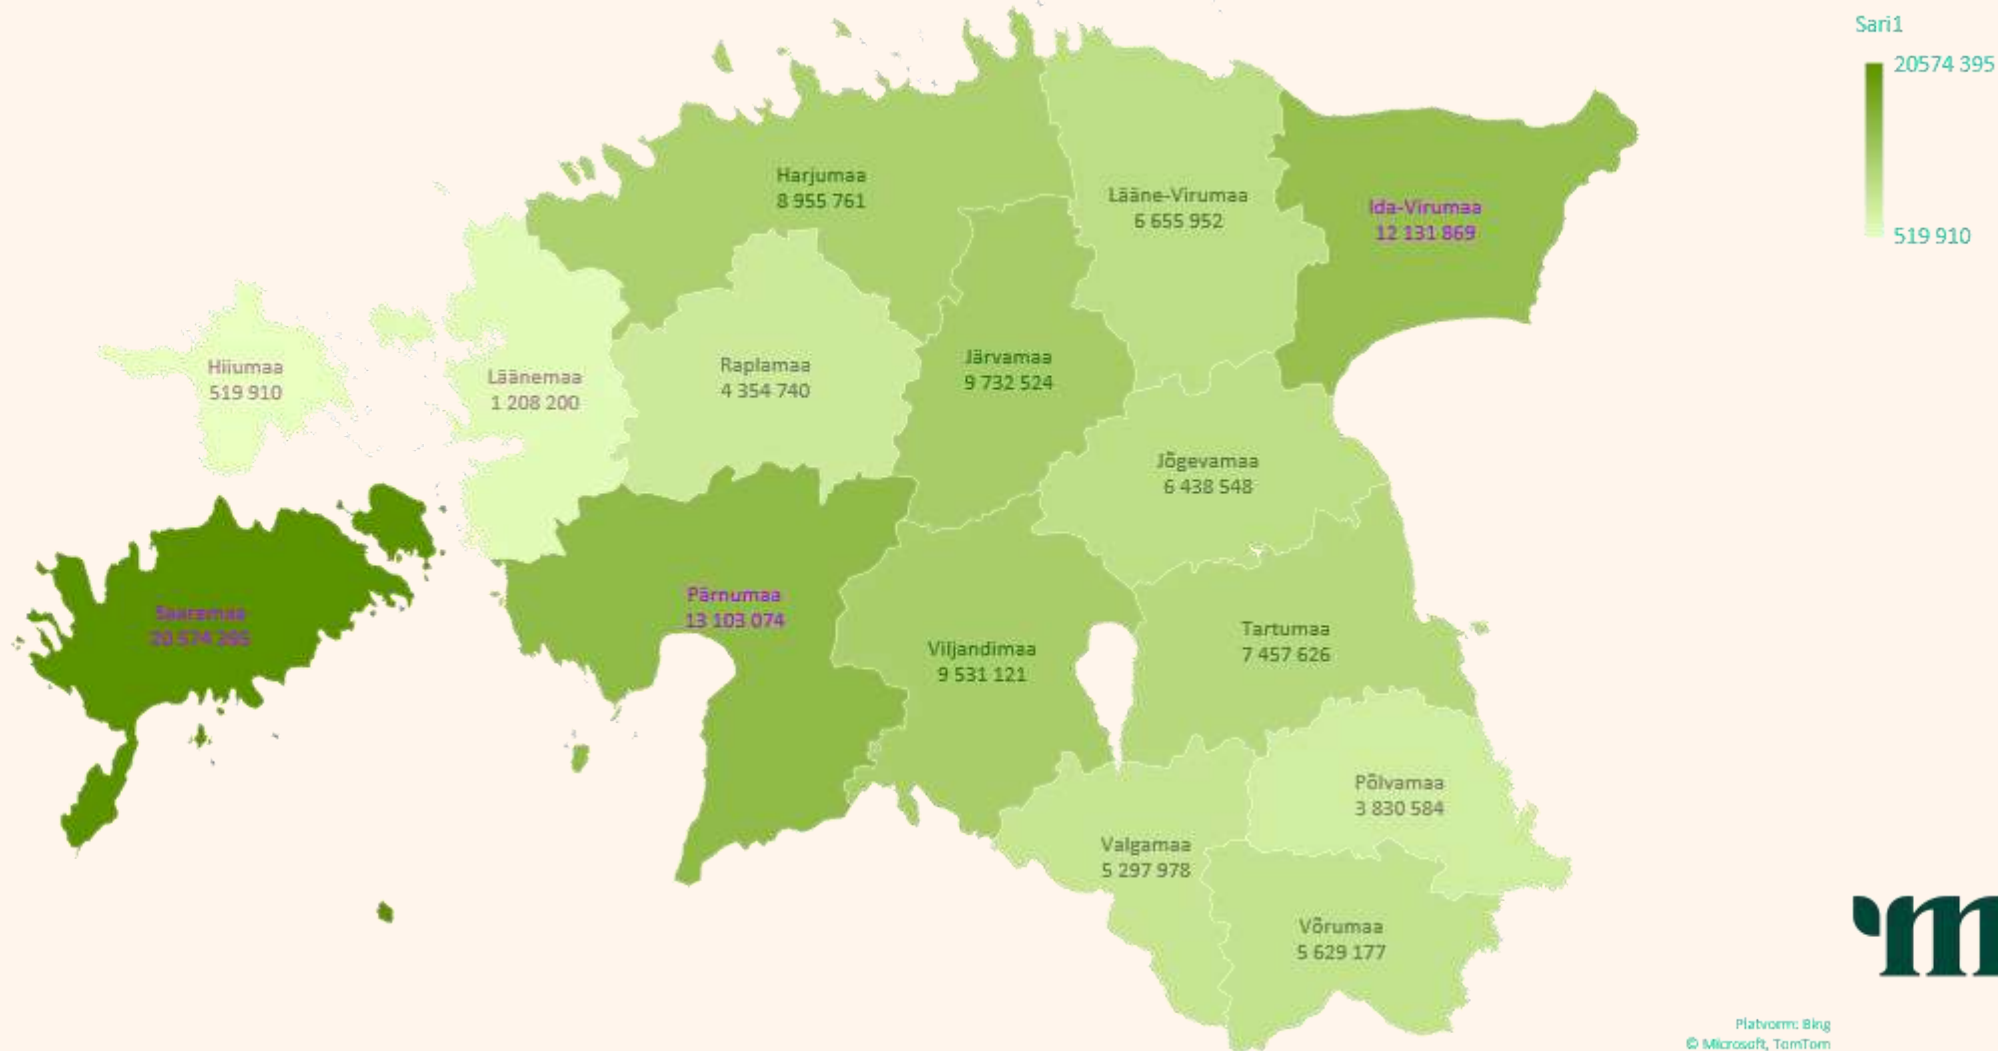 Sari1
20574 395
519 910
Harjumaa
8 955 761
Lääne-Virumaa
6 655 952
Ida-Virumaa
12 131 869
Hiiumaa
519 910
Läänemaa
1 208 200
Raplamaa
4 354 740
Järvamaa
9 732 524
Jõgevamaa
6 438 548
Saaremaa
Pärnumaa
13 103 074
Viljandimaa
9 531 121
Tartumaa
7 457 626
Põlvamaa
3 830 584
Valgamaa
5 297 978
Võrumaa
5 629 177
m
Platvorm: Bing
© Microsoft, TomTom